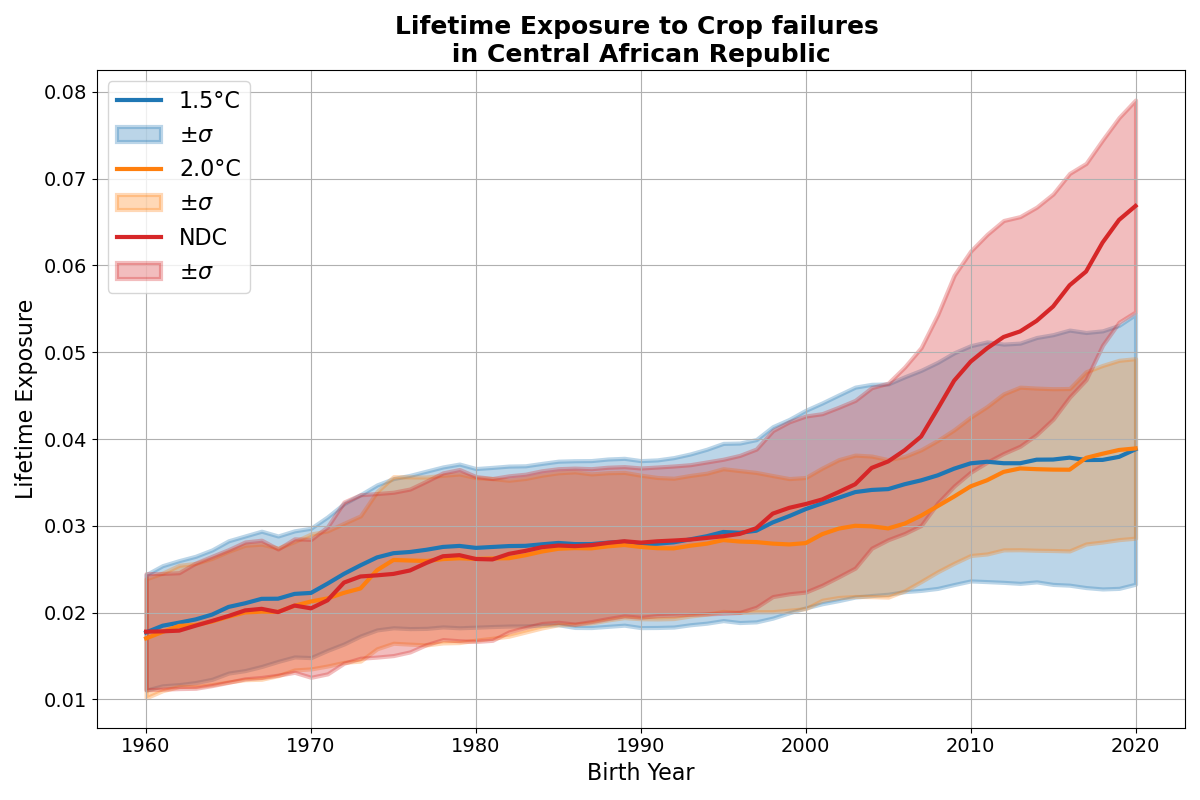 Lifetime Exposure to Crop failures
in Central African Republic
1.5°C
±σ
2.0°C
±σ
NDC
±σ
Lifetime Exposure
0.08
0.07
0.06
0.05
0.04
0.03
0.02
0.01
1960 1970 1980 1990 2000 2010 2020
Birth Year